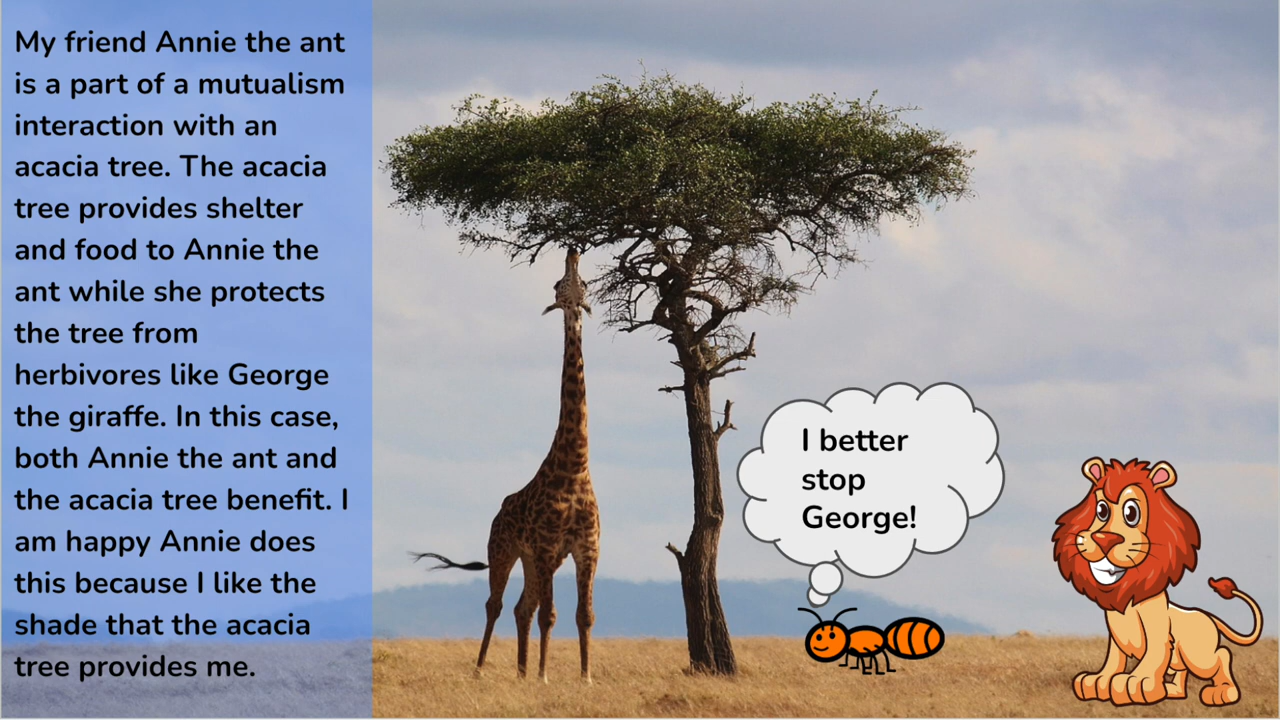 My friend Annie the ant
is a part of a mutualism
interaction with an
acacia tree. The acacia
tree provides shelter
and food to Annie the
ant while she protects
the tree from
herbivores like George
the giraffe. In this case,
both Annie the ant and
the acacia tree benefit. I
am happy Annie does
this because I like the
shade that the acacia
tree provides me.
I better
stop
George!